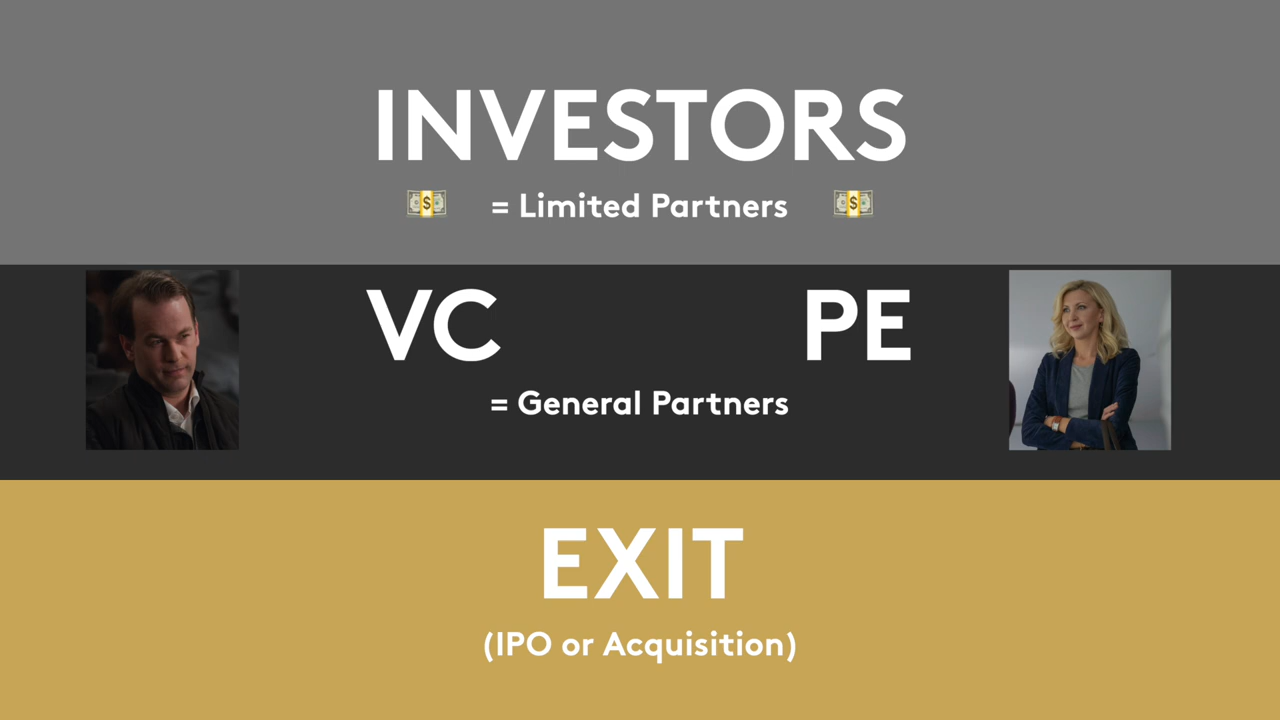 INVESTORS
= Limited Partners
VC PE
= General Partners
EXIT
(IPO or Acquisition)